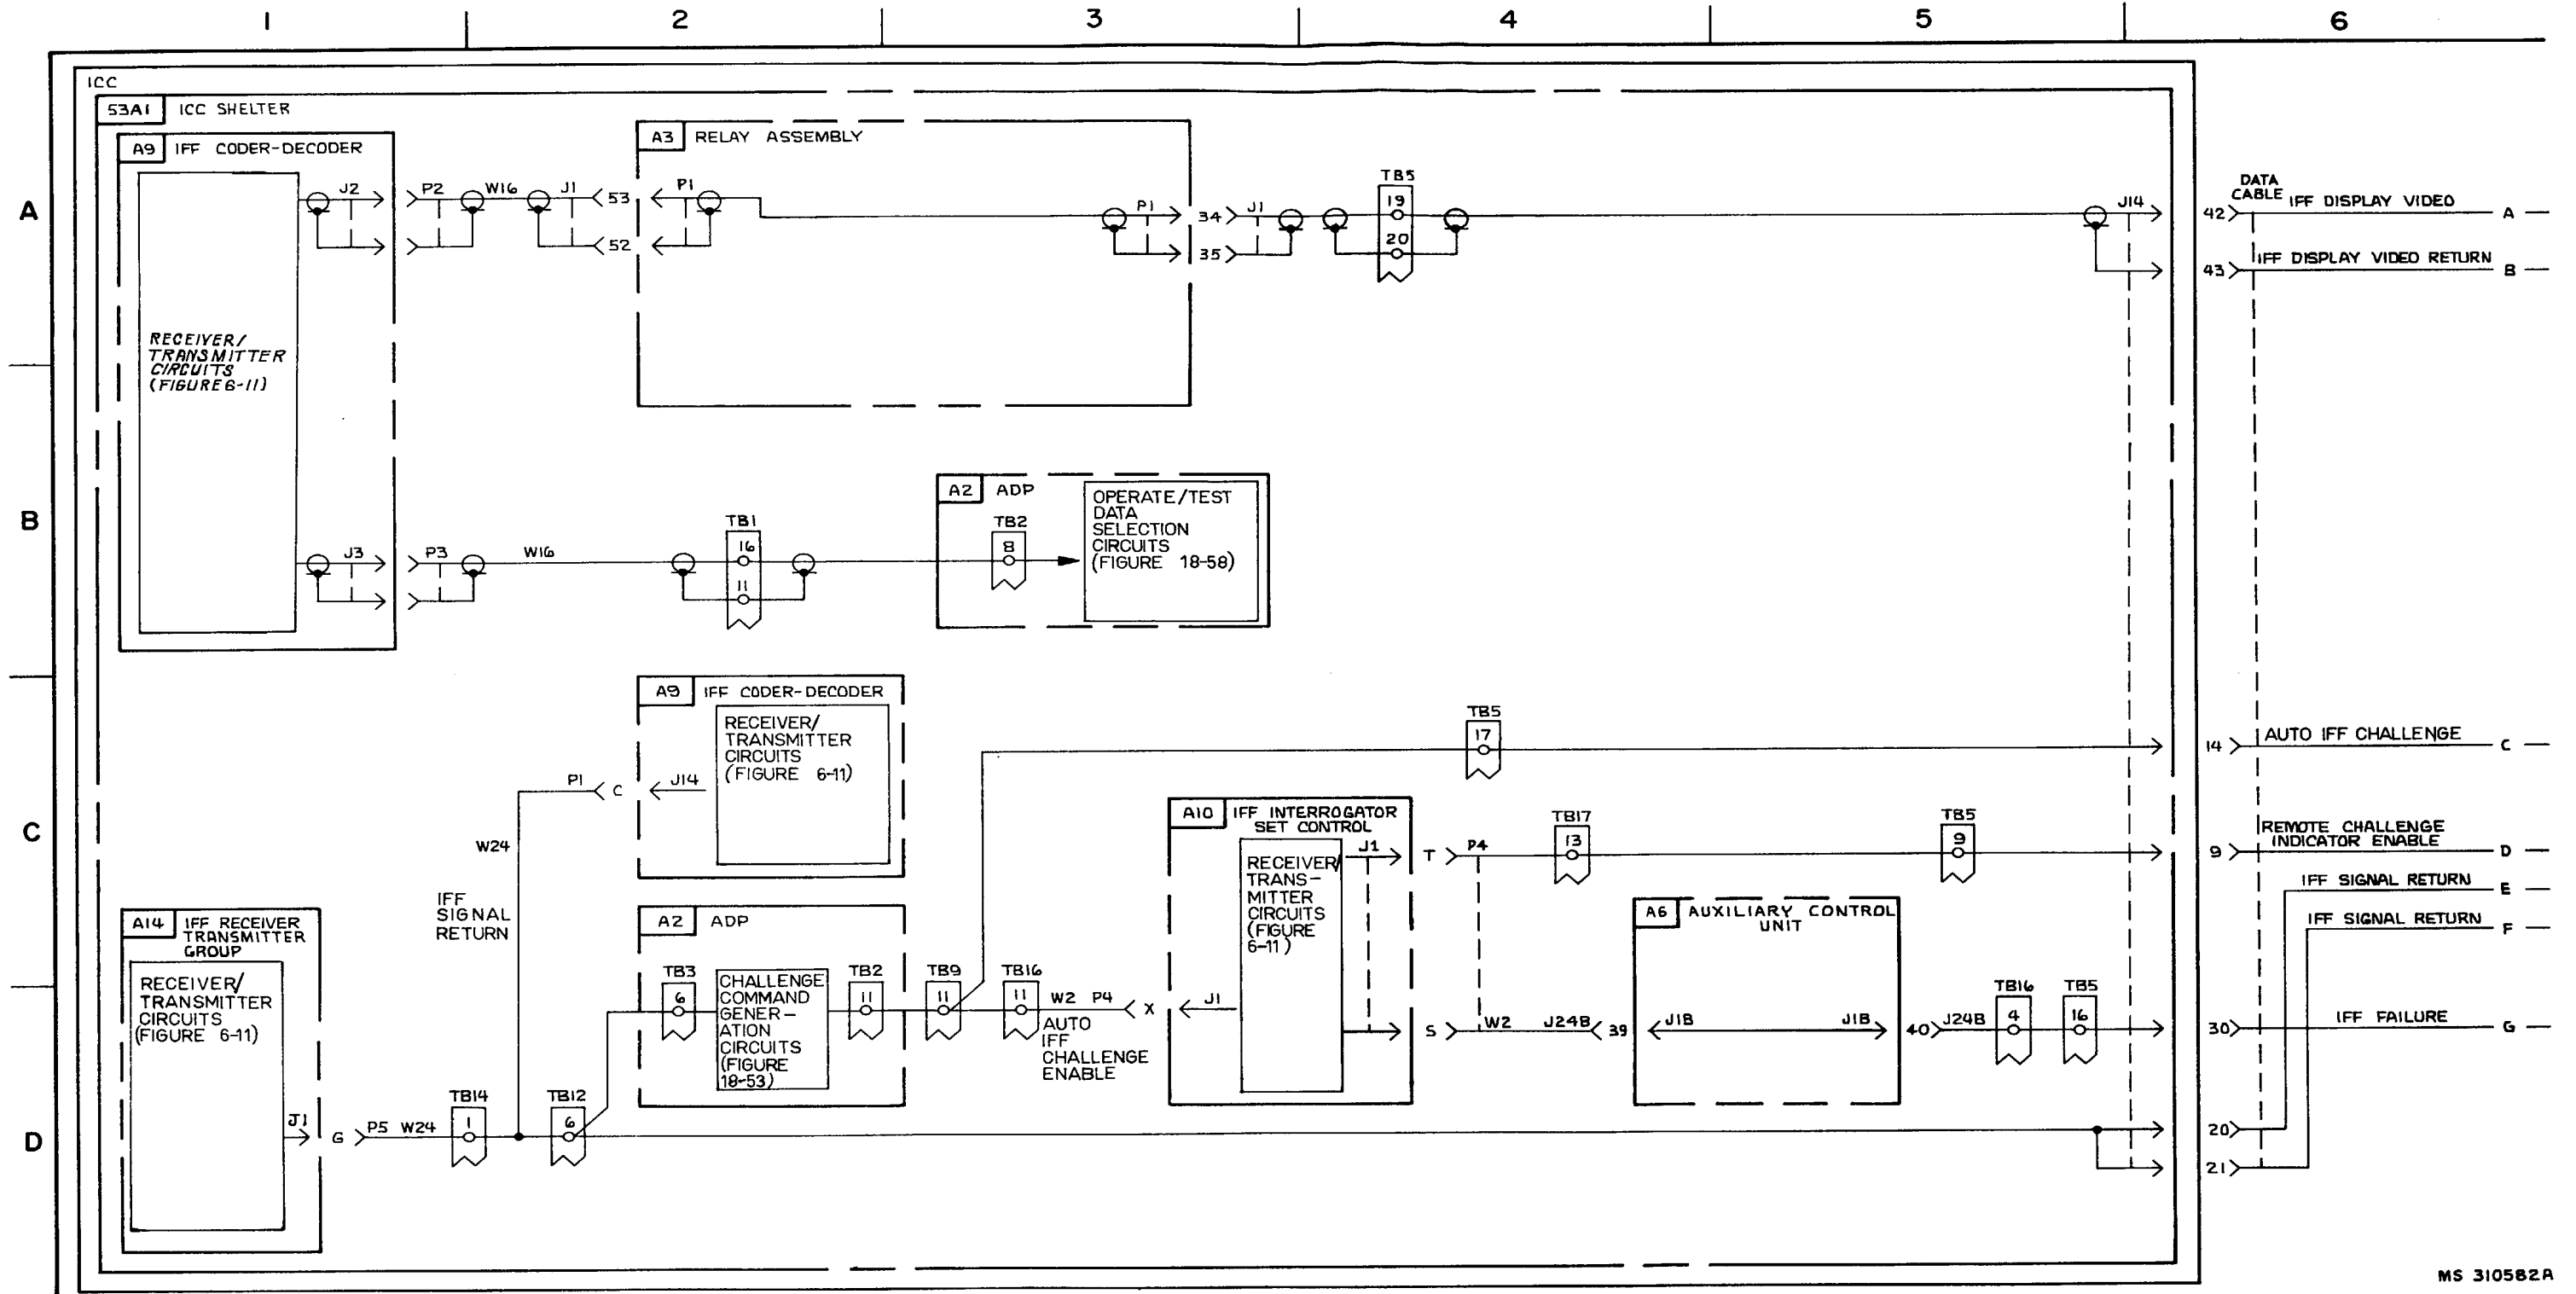 1 2 3 4 5 6
ICC
53A1 ICC SHELTER
A9 IFF CODER-DECODER
A3 RELAY ASSEMBLY
A
J2 P2 W16 J1 53 P1
52
RECEIVER/
TRANSMITTER
CIRCUITS
(FIGURE 6-11)
P1 34 J1
35
TB5
19
20
J14
42
43
DATA
CABLE
IFF DISPLAY VIDEO A
IFF DISPLAY VIDEO RETURN B
B
J3 P3 W16
TB1
16
11
A2 ADP
TB2
8
OPERATE/TEST
DATA
SELECTION
CIRCUITS
(FIGURE 18-58)
C
A9 IFF CODER-DECODER
RECEIVER/
TRANSMITTER
CIRCUITS
(FIGURE 6-11)
P1 C J14
W24
IFF
SIGNAL
RETURN
TB5
17
14
AUTO IFF CHALLENGE C
A10 IFF INTERROGATOR
SET CONTROL
RECEIVER/
TRANS-
MITTER
CIRCUITS
(FIGURE
6-11)
J1 T P4
TB17
13
TB5
9
9
REMOTE CHALLENGE
INDICATOR ENABLE D
IFF SIGNAL RETURN E
IFF SIGNAL RETURN F
A14 IFF RECEIVER
TRANSMITTER
GROUP
RECEIVER/
TRANSMITTER
CIRCUITS
(FIGURE 6-11)
A2 ADP
TB3
6
CHALLENGE
COMMAND
GENER-
ATION
CIRCUITS
(FIGURE
18-53)
TB2
11
TB9
11
TB16
11
W2 P4 X J1
AUTO
IFF
CHALLENGE
ENABLE
A6 AUXILIARY CONTROL
UNIT
S W2 J24B 39 J1B J1B 40 J24B
TB16
4
TB5
16
30
IFF FAILURE G
D
J1 G P5 W24
TB14
1
TB12
6
20
21
MS 310582A